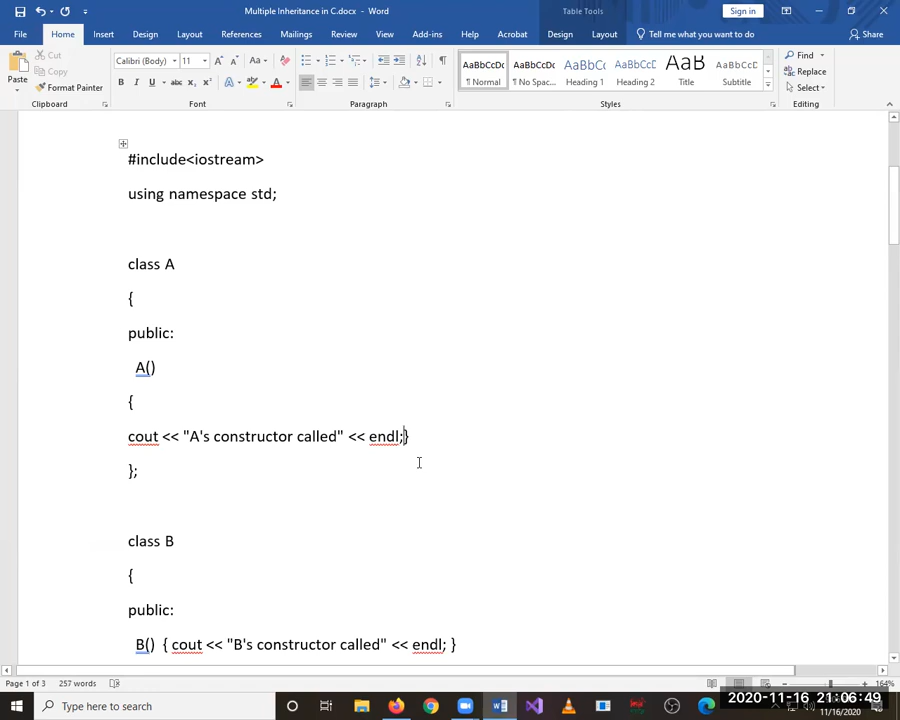 Multiple Inheritance in C.docx - Word
Table Tools
Sign in
File Home Insert Design Layout References Mailings Review View Add-ins Help Acrobat Design Layout Tell me what you want to do Share
Paste
Cut
Copy
Format Painter
Clipboard
Calibri (Body) 11
Font
Paragraph
AaBbCcDc AaBbCcDc AaBbCc AaBbCcD AaB AaBbCcD
¶ Normal ¶ No Spac... Heading 1 Heading 2 Title Subtitle
Styles
Find
Replace
Select
Editing
#include<iostream>
using namespace std;
class A
{
public:
A()
{
cout << "A's constructor called" << endl;}
};
class B
{
public:
B() { cout << "B's constructor called" << endl; }
Page 1 of 3 257 words
164%
Type here to search
2020-11-16 21:06:49
11/16/2020